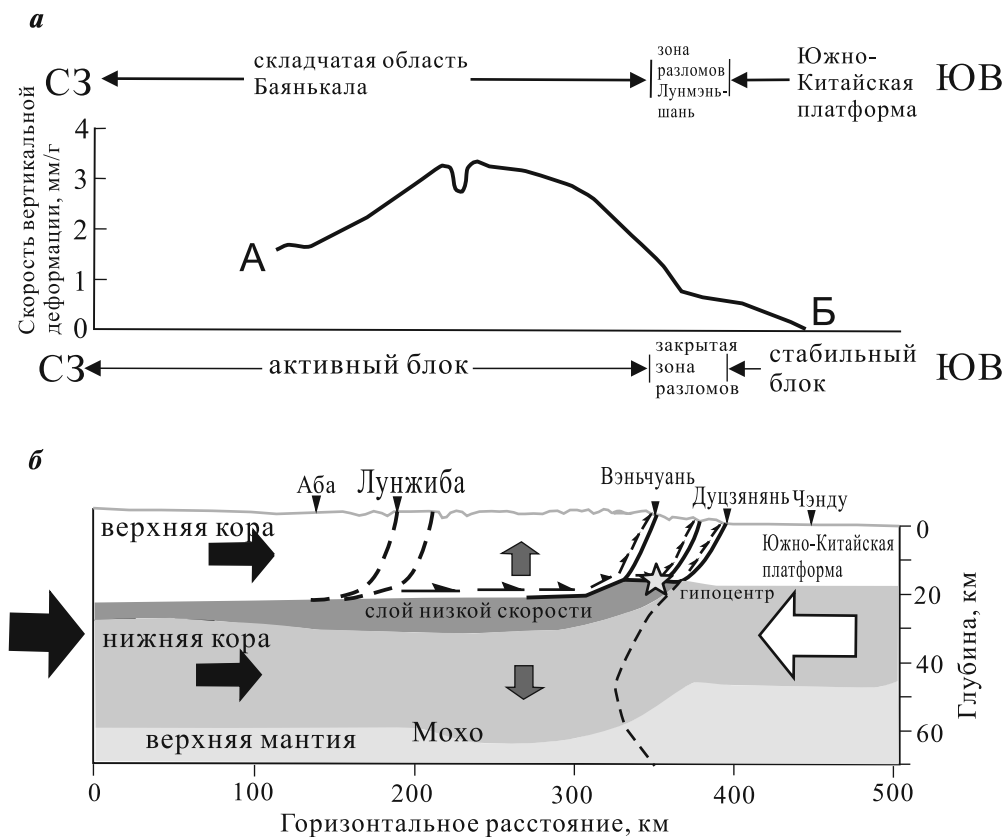 а
СЗ
складчатая область
Баянькала
зона
разломов
Лунмэнь-
шань
Южно-
Китайская
платформа
ЮВ
Скорость вертикальной
деформации, мм/г
4
3
2
1
0
А
Б
СЗ
активный блок
закрытая
зона
разломов
стабильный
блок
ЮВ
б
Аба
Лунжиба
Вэньчуань
Дуцзянянь
Чэнду
верхняя кора
Южно-Китайская
платформа
слой низкой скорости
гипоцентр
нижняя кора
верхняя мантия
Мохо
0
20
40
60
Глубина, км
0
100
200
300
400
500
Горизонтальное расстояние, км